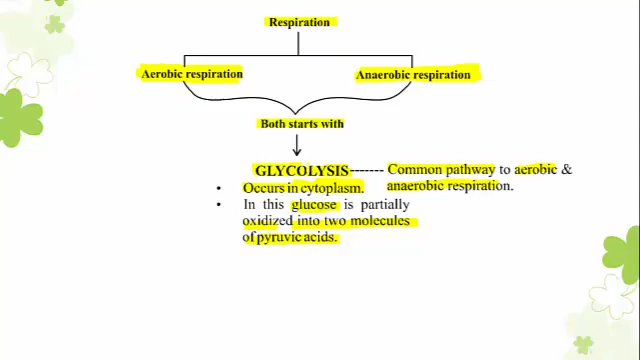 Respiration
Aerobic respiration
Anaerobic respiration
Both starts with
GLYCOLYSIS------- Common pathway to aerobic &
anaerobic respiration.
• Occurs in cytoplasm.
• In this glucose is partially
oxidized into two molecules
of pyruvic acids.